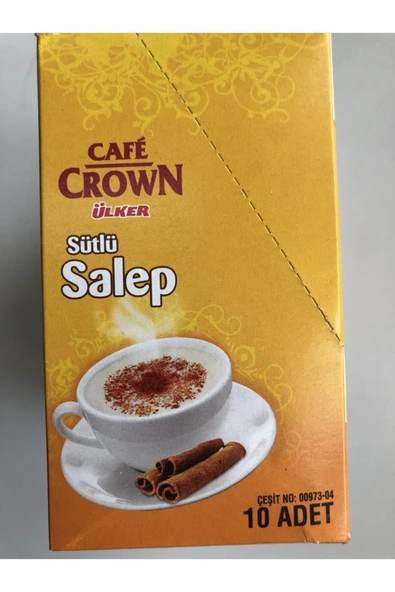 CAFÉ
CROWN
ÜLKER
Sütlü
Salep
ÇEŞİT NO: 00973-04
10 ADET